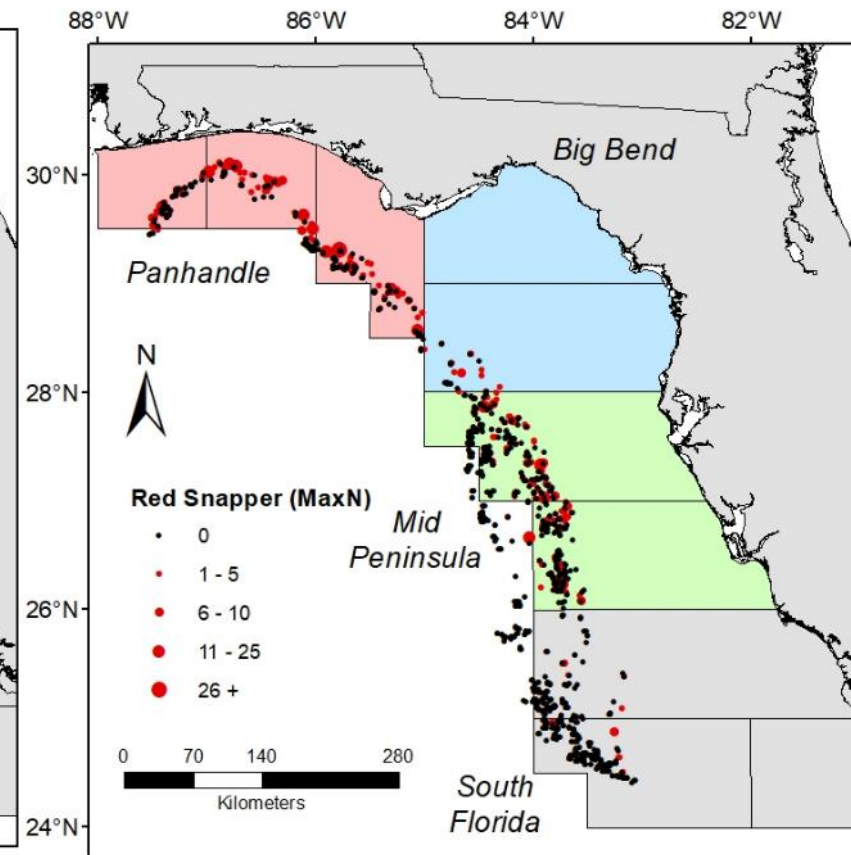 88°W 86°W 84°W 82°W
Big Bend
30°N
Panhandle
N
28°N
Red Snapper (MaxN)
0
1 - 5
6 - 10
11 - 25
26 +
Mid
Peninsula
26°N
0 70 140 280
Kilometers
South
Florida
24°N